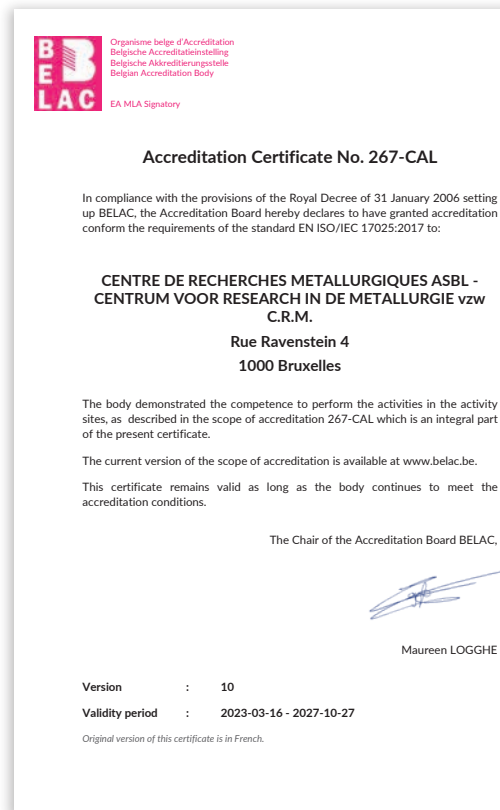 B
E
LAC
Organisme belge d'Accréditation
Belgische Accreditatieinstelling
Belgische Akkreditierungsstelle
Belgian Accreditation Body
EA MLA Signatory
Accreditation Certificate No. 267-CAL
In compliance with the provisions of the Royal Decree of 31 January 2006 setting
up BELAC, the Accreditation Board hereby declares to have granted accreditation
conform the requirements of the standard EN ISO/IEC 17025:2017 to:
CENTRE DE RECHERCHES METALLURGIQUES ASBL -
CENTRUM VOOR RESEARCH IN DE METALLURGIE vzw
C.R.M.
Rue Ravenstein 4
1000 Bruxelles
The body demonstrated the competence to perform the activities in the activity
sites, as described in the scope of accreditation 267-CAL which is an integral part
of the present certificate.
The current version of the scope of accreditation is available at www.belac.be.
This certificate remains valid as long as the body continues to meet the
accreditation conditions.
The Chair of the Accreditation Board BELAC,
Maureen LOGGHE
Version : 10
Validity period : 2023-03-16 - 2027-10-27
Original version of this certificate is in French.